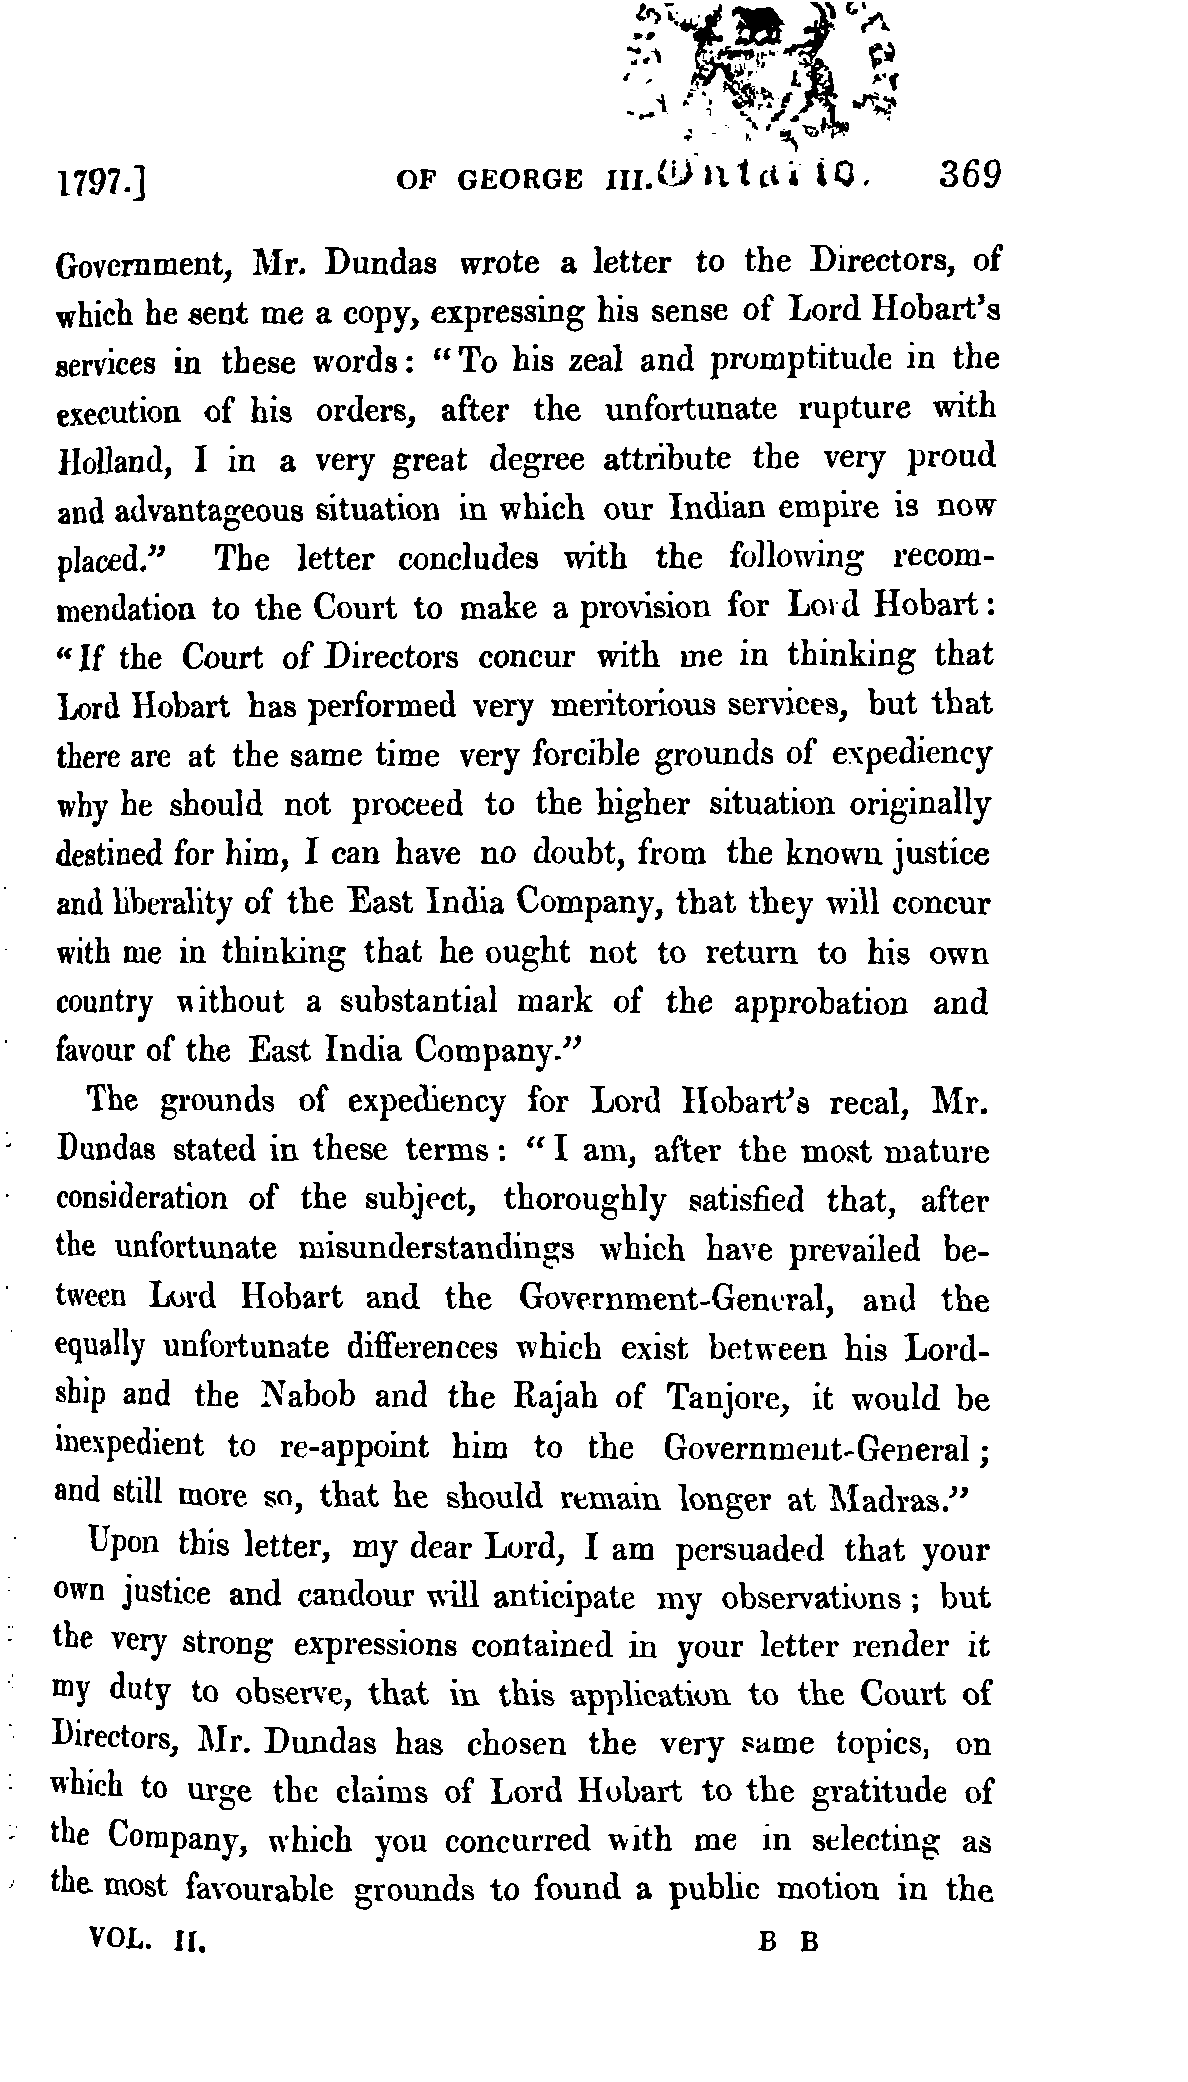 1797.] OF GEORGE III. Ontario. 369
Government, Mr. Dundas wrote a letter to the Directors, of
which he sent me a copy, expressing his sense of Lord Hobart's
services in these words: "To his zeal and promptitude in the
execution of his orders, after the unfortunate rupture with
Holland, I in a very great degree attribute the very proud
and advantageous situation in which our Indian empire is now
placed." The letter concludes with the following recom-
mendation to the Court to make a provision for Lord Hobart:
"If the Court of Directors concur with me in thinking that
Lord Hobart has performed very meritorious services, but that
there are at the same time very forcible grounds of expediency
why he should not proceed to the higher situation originally
destined for him, I can have no doubt, from the known justice
and liberality of the East India Company, that they will concur
with me in thinking that he ought not to return to his own
country without a substantial mark of the approbation and
favour of the East India Company."
The grounds of expediency for Lord Hobart's recal, Mr.
Dundas stated in these terms: "I am, after the most mature
consideration of the subject, thoroughly satisfied that, after
the unfortunate misunderstandings which have prevailed be-
tween Lord Hobart and the Government-General, and the
equally unfortunate differences which exist between his Lord-
ship and the Nabob and the Rajah of Tanjore, it would be
inexpedient to re-appoint him to the Government-General;
and still more so, that he should remain longer at Madras."
Upon this letter, my dear Lord, I am persuaded that your
own justice and candour will anticipate my observations; but
the very strong expressions contained in your letter render it
my duty to observe, that in this application to the Court of
Directors, Mr. Dundas has chosen the very same topics, on
which to urge the claims of Lord Hobart to the gratitude of
the Company, which you concurred with me in selecting as
the most favourable grounds to found a public motion in the
VOL. II. B B